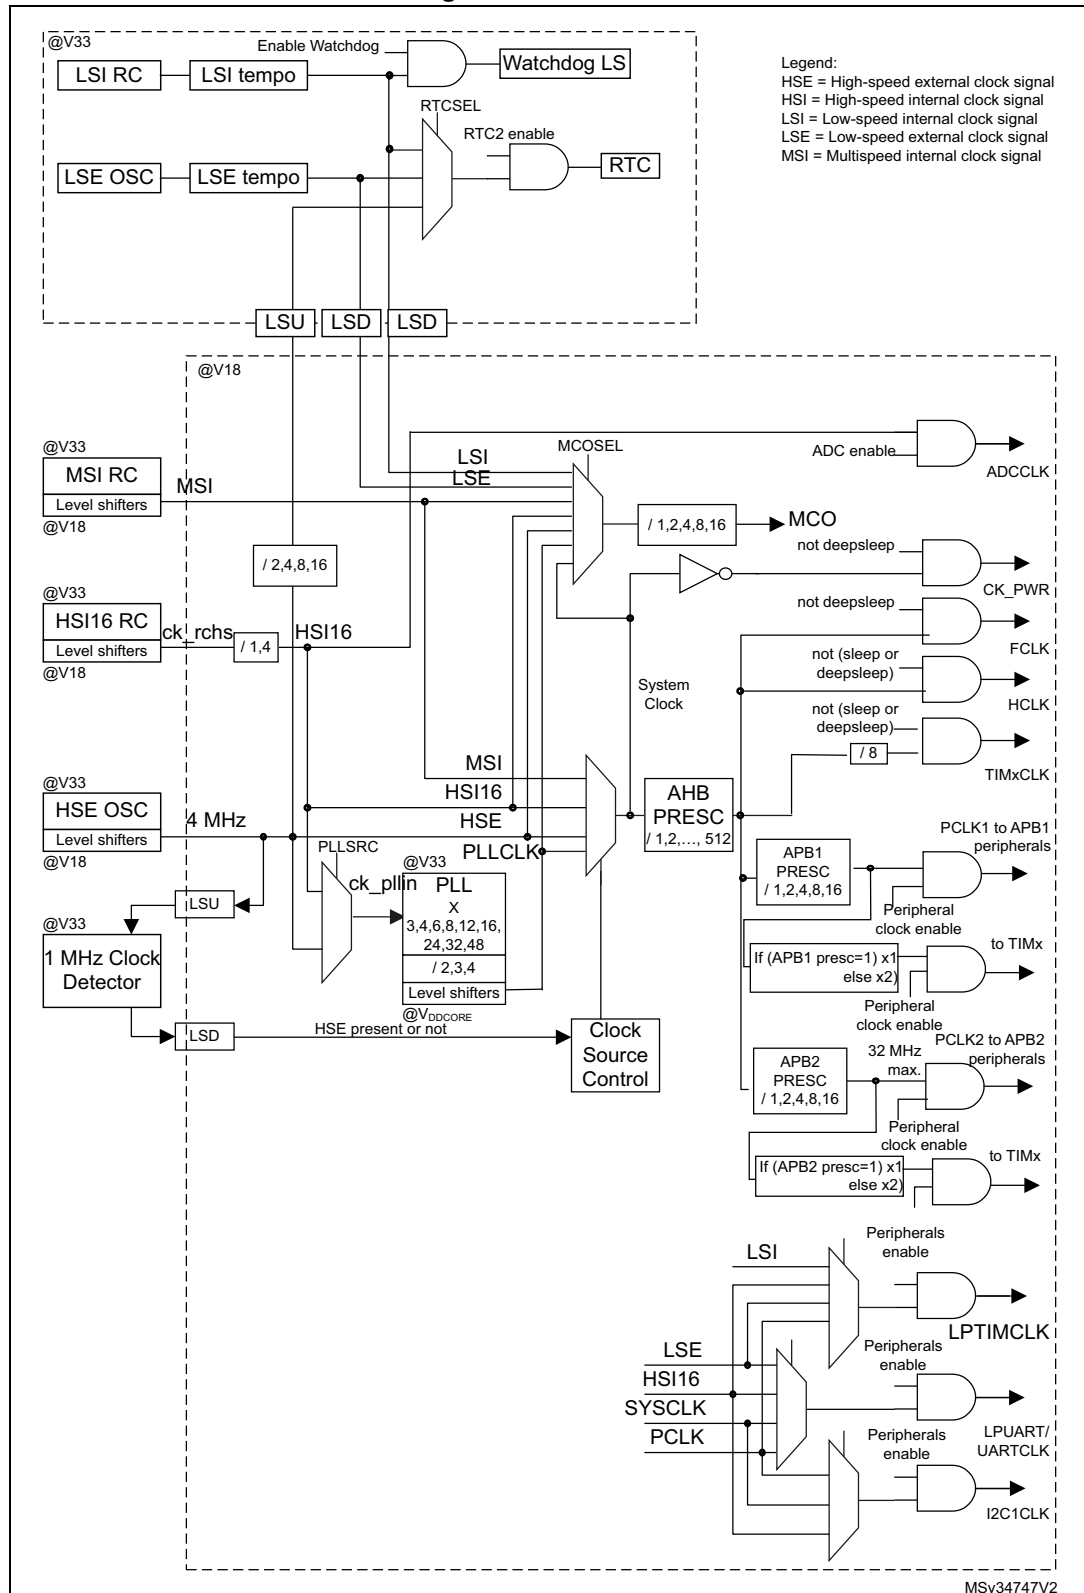 @V33
Enable Watchdog
LSI RC
LSI tempo
Watchdog LS
Legend:
HSE = High-speed external clock signal
HSI = High-speed internal clock signal
LSI = Low-speed internal clock signal
LSE = Low-speed external clock signal
MSI = Multispeed internal clock signal
RTCSEL
RTC2 enable
LSE OSC
LSE tempo
RTC
LSU
LSD
LSD
@V18
@V33
MSI RC
Level shifters
@V18
MSI
LSI
LSE
MCOSEL
ADC enable
ADCCLK
/ 1,2,4,8,16
MCO
/ 2,4,8,16
not deepsleep
CK_PWR
@V33
HSI16 RC
Level shifters
@V18
ck_rchs
/ 1,4
HSI16
not deepsleep
FCLK
not (sleep or
deepsleep)
HCLK
System
Clock
not (sleep or
deepsleep)
/ 8
TIMxCLK
@V33
HSE OSC
Level shifters
@V18
4 MHz
MSI
HSI16
HSE
PLLCLK
AHB
PRESC
/ 1,2,…, 512
PLLSRC
ck_pllin
@V33
PLL
X
3,4,6,8,12,16,
24,32,48
/ 2,3,4
Level shifters
@VDDCORE
APB1
PRESC
/ 1,2,4,8,16
PCLK1 to APB1
peripherals
Peripheral
clock enable
LSU
@V33
1 MHz Clock
Detector
LSD
HSE present or not
Clock
Source
Control
If (APB1 presc=1) x1
else x2)
to TIMx
Peripheral
clock enable
APB2
PRESC
/ 1,2,4,8,16
32 MHz
max.
PCLK2 to APB2
peripherals
Peripheral
clock enable
If (APB2 presc=1) x1
else x2)
to TIMx
LSI
Peripherals
enable
LPTIMCLK
LSE
HSI16
SYSCLK
PCLK
Peripherals
enable
LPUART/
UARTCLK
Peripherals
enable
I2C1CLK
MSv34747V2